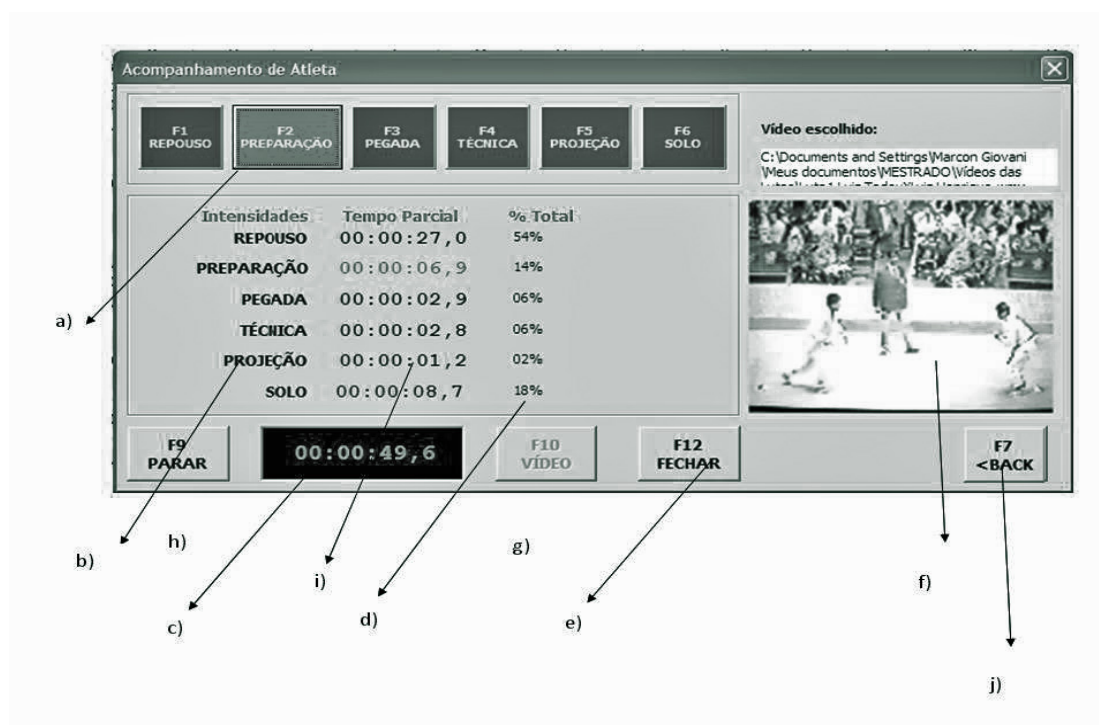 Acompanhamento de Atleta
F1 REPOUSO
F2 PREPARAÇÃO
F3 PEGADA
F4 TÉCNICA
F5 PROJEÇÃO
F6 SOLO
Vídeo escolhido:
C:\Documents and Settings\Marcon Giovani
\Meus documentos\MESTRADO\Vídeos das
Intensidades Tempo Parcial % Total
REPOUSO 00:00:27,0 54%
PREPARAÇÃO 00:00:06,9 14%
PEGADA 00:00:02,9 06%
TÉCNICA 00:00:02,8 06%
PROJEÇÃO 00:00:01,2 02%
SOLO 00:00:08,7 18%
a)
F9 PARAR
00:00:49,6
F10 VÍDEO
F12 FECHAR
F7 <BACK
b)
h)
i)
g)
f)
c)
d)
e)
j)